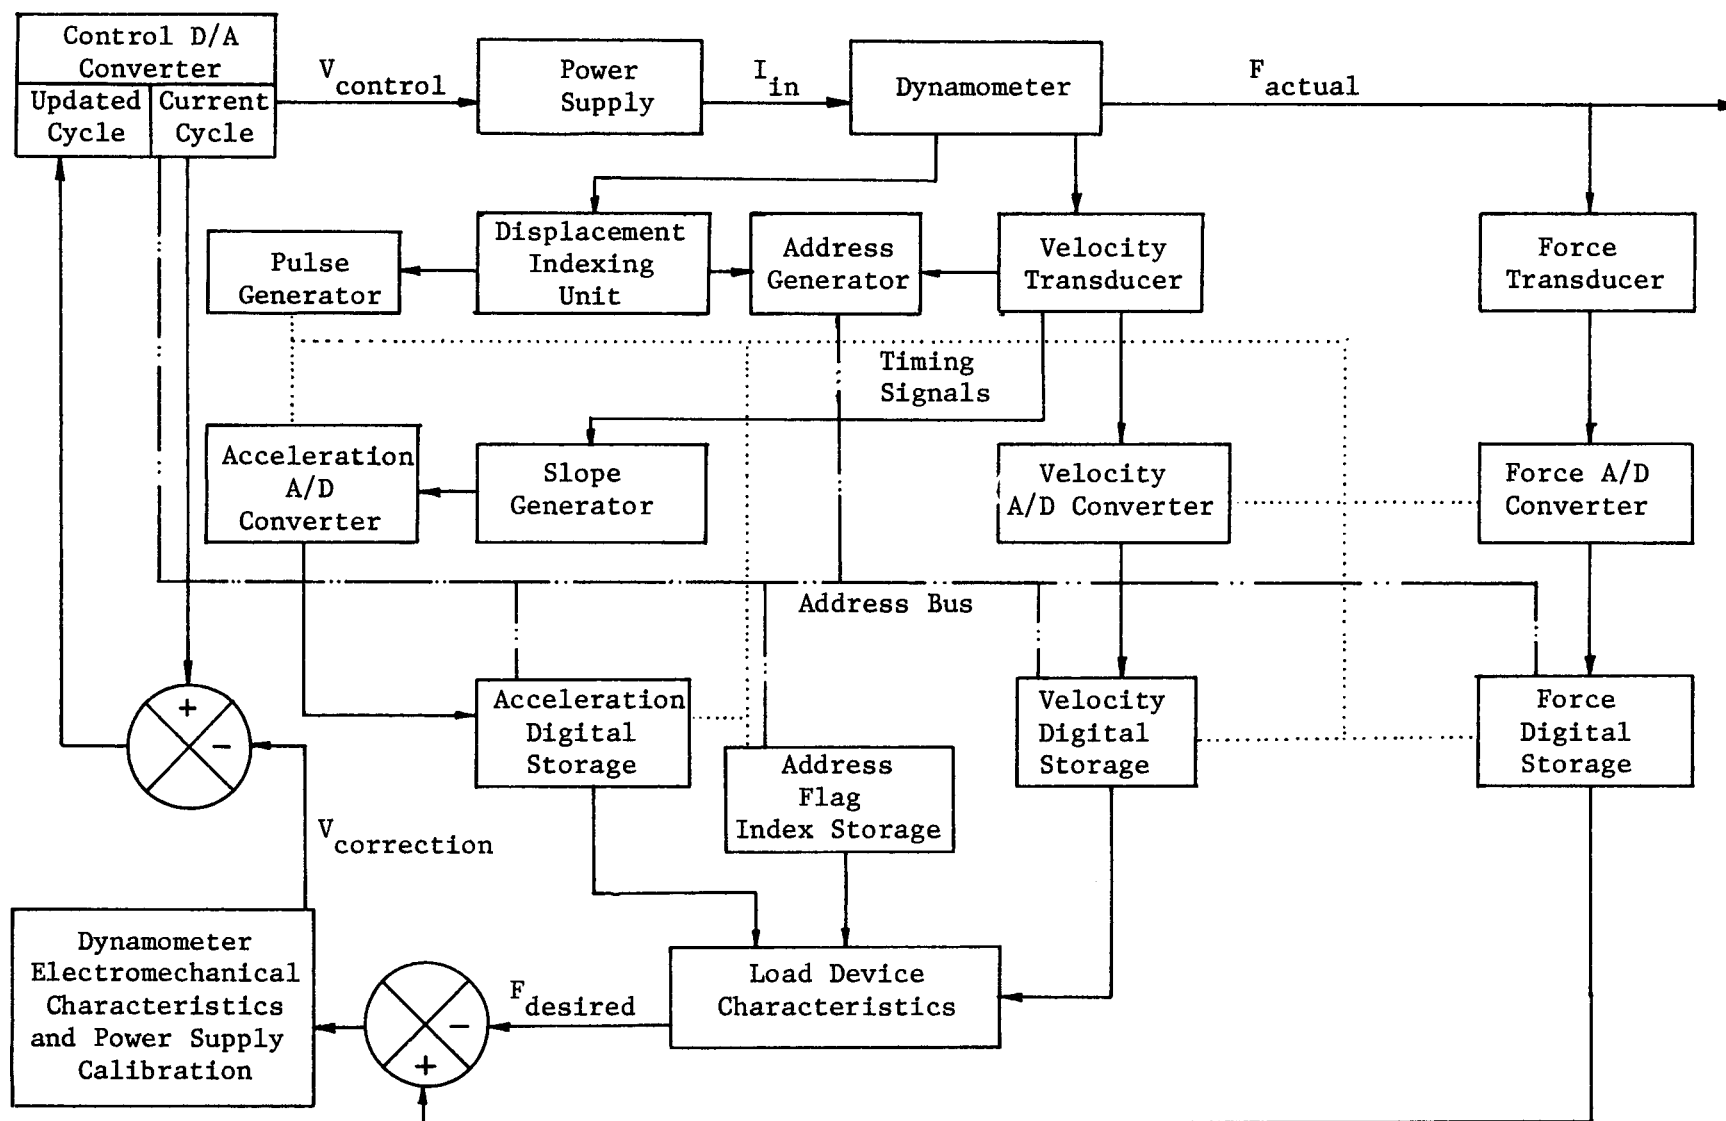 Control D/A
Converter
Updated
Cycle
Current
Cycle
V control
Power
Supply
I in
Dynamometer
F actual
Pulse
Generator
Displacement
Indexing
Unit
Address
Generator
Velocity
Transducer
Force
Transducer
Timing
Signals
Acceleration
A/D
Converter
Slope
Generator
Velocity
A/D Converter
Force A/D
Converter
Address Bus
+
−
Acceleration
Digital
Storage
Address
Flag
Index Storage
Velocity
Digital
Storage
Force
Digital
Storage
V correction
Dynamometer
Electromechanical
Characteristics
and Power Supply
Calibration
−
+
F desired
Load Device
Characteristics